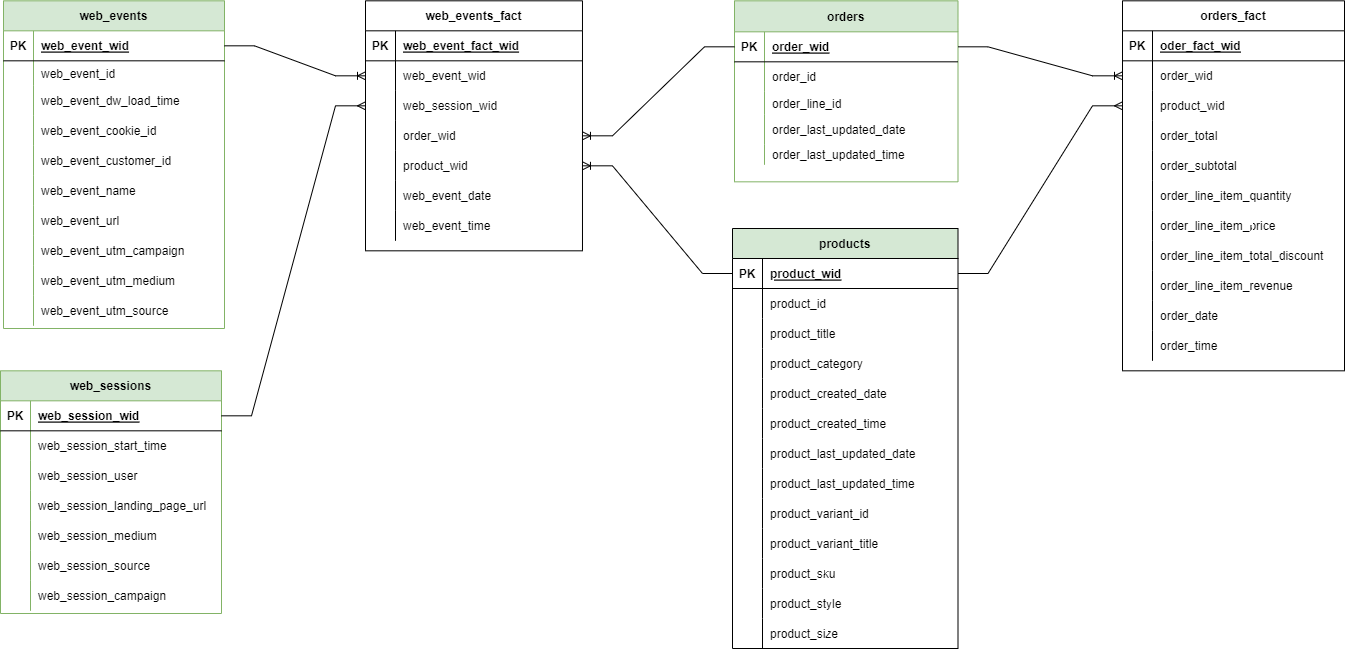 web_events
PK web_event_wid
web_event_id
web_event_dw_load_time
web_event_cookie_id
web_event_customer_id
web_event_name
web_event_url
web_event_utm_campaign
web_event_utm_medium
web_event_utm_source
web_sessions
PK web_session_wid
web_session_start_time
web_session_user
web_session_landing_page_url
web_session_medium
web_session_source
web_session_campaign
web_events_fact
PK web_event_fact_wid
web_event_wid
web_session_wid
order_wid
product_wid
web_event_date
web_event_time
orders
PK order_wid
order_id
order_line_id
order_last_updated_date
order_last_updated_time
products
PK product_wid
product_id
product_title
product_category
product_created_date
product_created_time
product_last_updated_date
product_last_updated_time
product_variant_id
product_variant_title
product_sku
product_style
product_size
orders_fact
PK oder_fact_wid
order_wid
product_wid
order_total
order_subtotal
order_line_item_quantity
order_line_item_price
order_line_item_total_discount
order_line_item_revenue
order_date
order_time